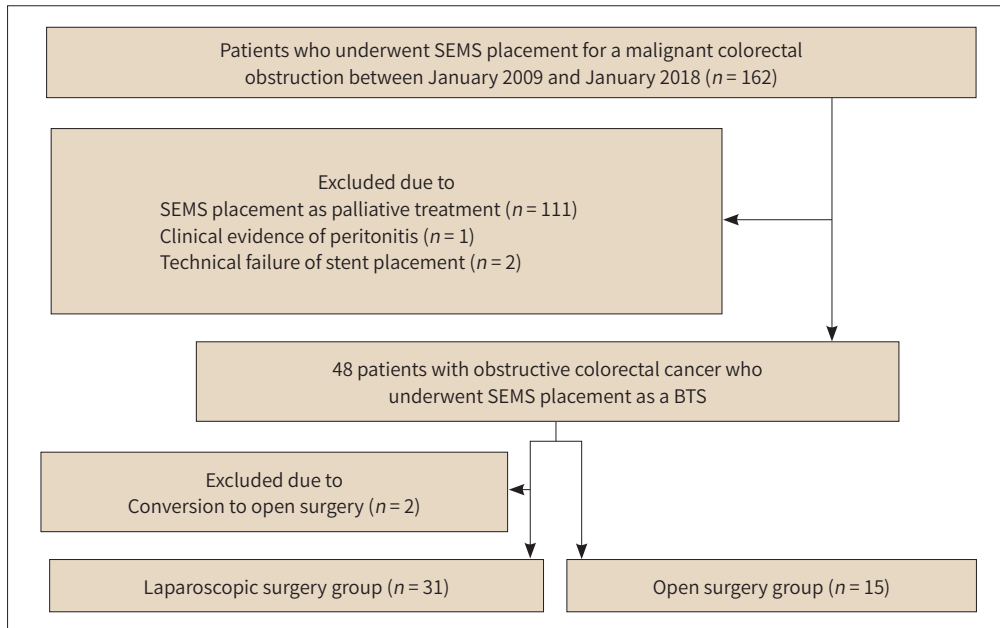 Patients who underwent SEMS placement for a malignant colorectal
obstruction between January 2009 and January 2018 (n = 162)
Excluded due to
SEMS placement as palliative treatment (n = 111)
Clinical evidence of peritonitis (n = 1)
Technical failure of stent placement (n = 2)
48 patients with obstructive colorectal cancer who
underwent SEMS placement as a BTS
Excluded due to
Conversion to open surgery (n = 2)
Laparoscopic surgery group (n = 31)
Open surgery group (n = 15)